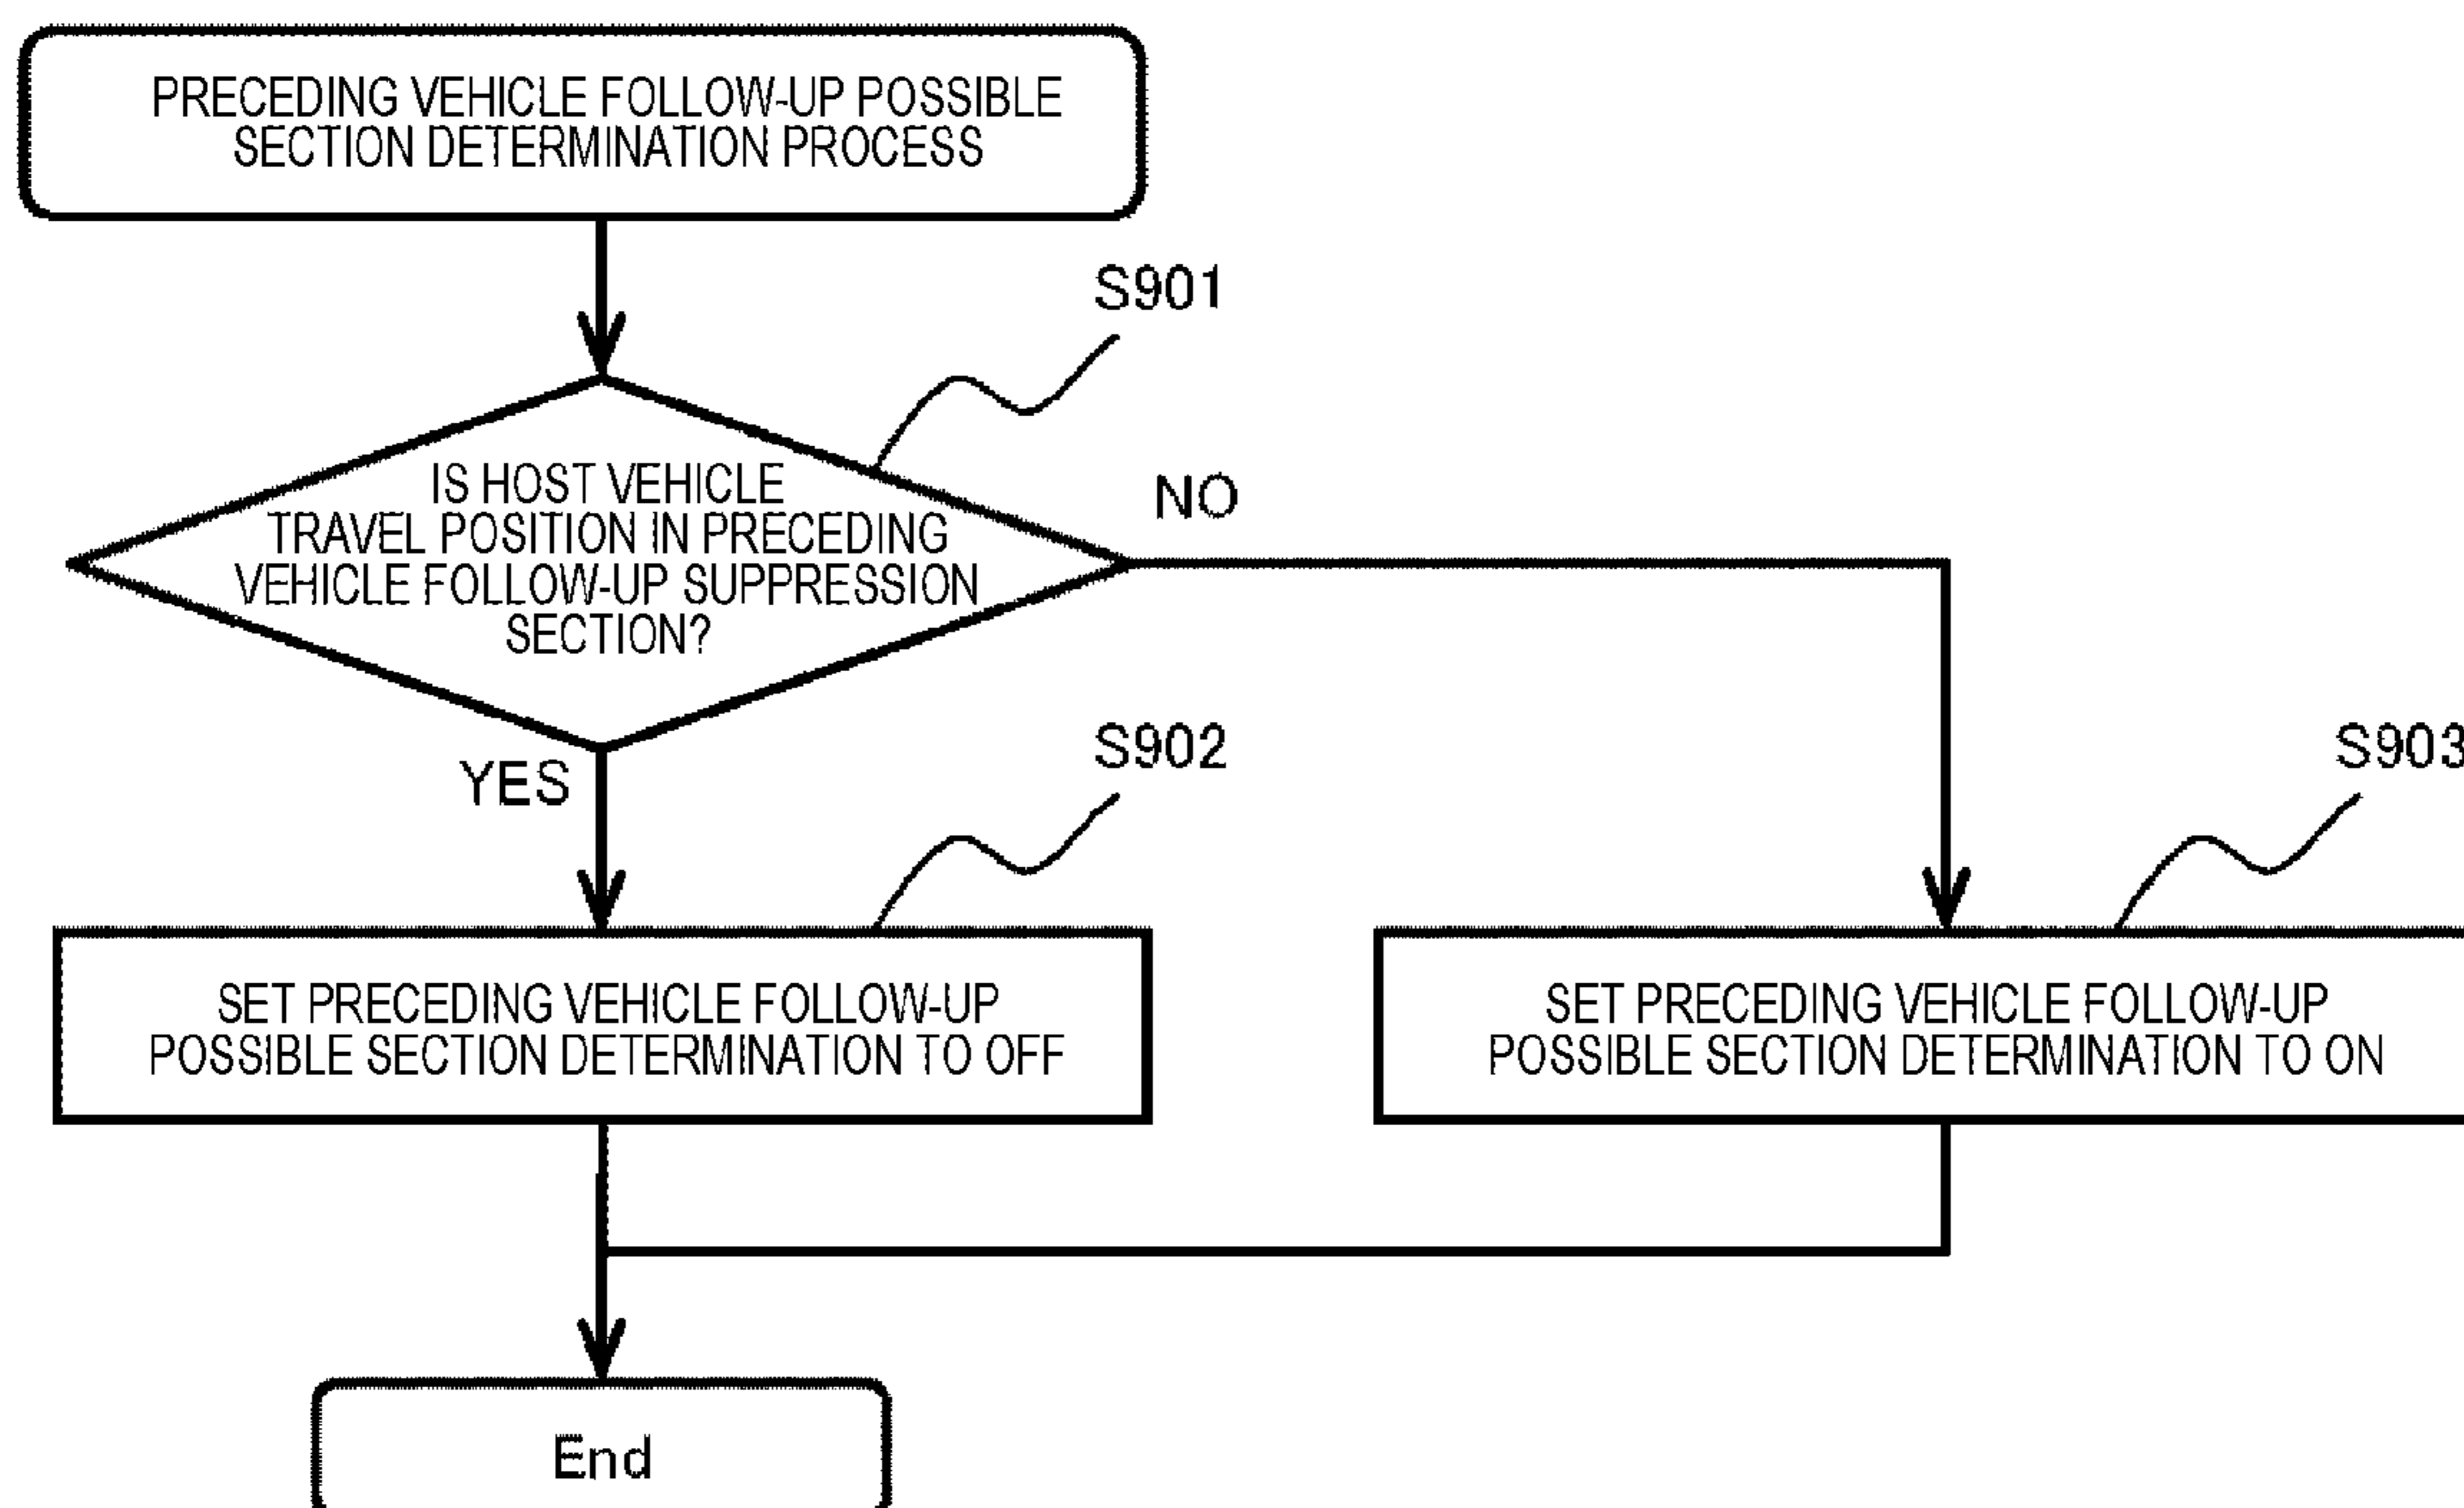 PRECEDING VEHICLE FOLLOW-UP POSSIBLE
SECTION DETERMINATION PROCESS
S901
IS HOST VEHICLE
TRAVEL POSITION IN PRECEDING
VEHICLE FOLLOW-UP SUPPRESSION
SECTION?
NO
YES
S902
S903
SET PRECEDING VEHICLE FOLLOW-UP
POSSIBLE SECTION DETERMINATION TO OFF
SET PRECEDING VEHICLE FOLLOW-UP
POSSIBLE SECTION DETERMINATION TO ON
End